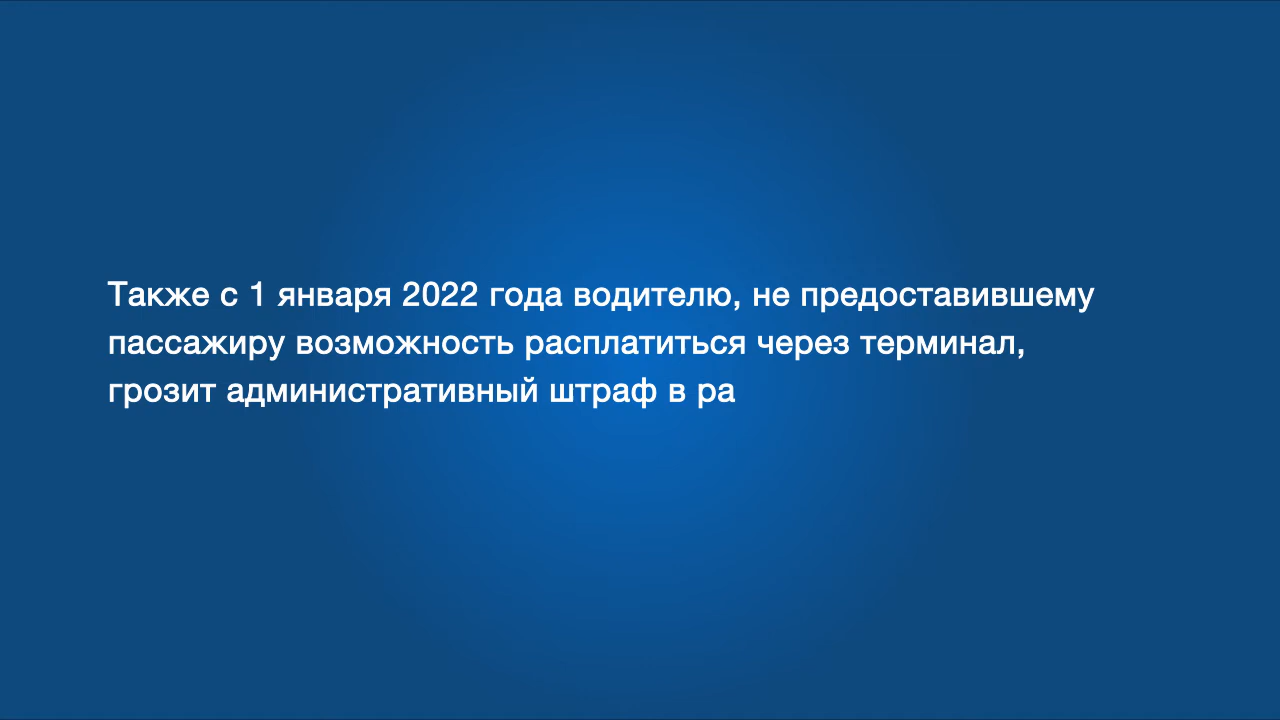 Также с 1 января 2022 года водителю, не предоставившему
пассажиру возможность расплатиться через терминал,
грозит административный штраф в ра